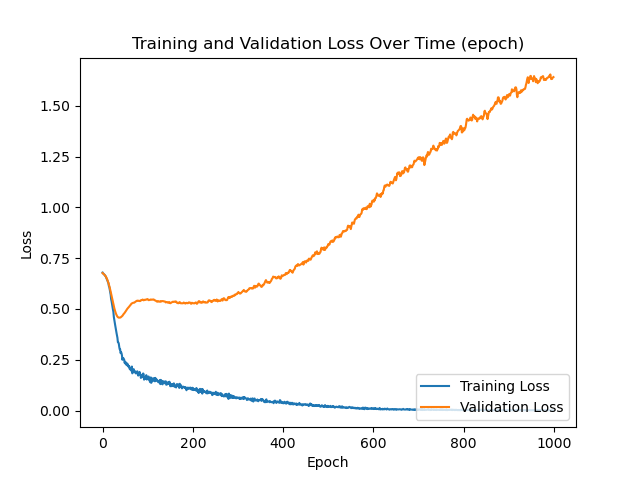 Training and Validation Loss Over Time (epoch)
Loss
1.50
1.25
1.00
0.75
0.50
0.25
0.00
Training Loss
Validation Loss
0 200 400 600 800 1000
Epoch